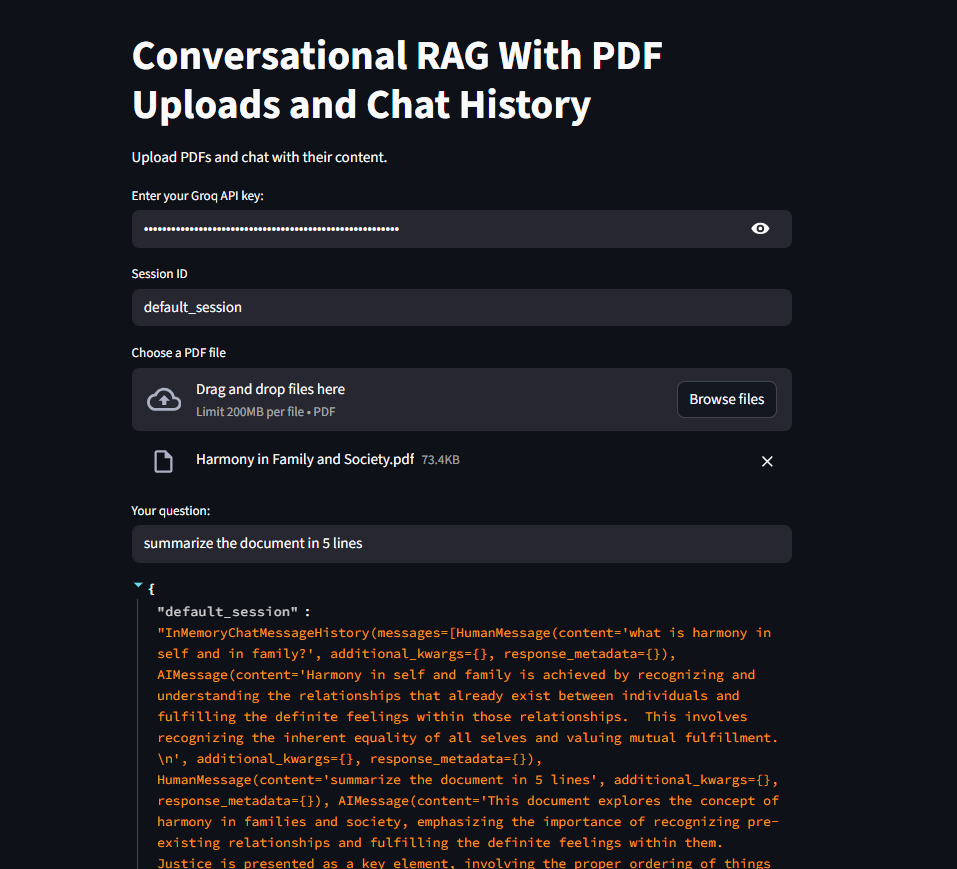 Conversational RAG With PDF
Uploads and Chat History
Upload PDFs and chat with their content.
Enter your Groq API key:
Session ID
default_session
Choose a PDF file
Drag and drop files here
Limit 200MB per file • PDF
Browse files
Harmony in Family and Society.pdf 73.4KB
Your question:
summarize the document in 5 lines
{
"default_session" :
"InMemoryChatMessageHistory(messages=[HumanMessage(content='what is harmony in
self and in family?', additional_kwargs={}, response_metadata={}),
AIMessage(content='Harmony in self and family is achieved by recognizing and
understanding the relationships that already exist between individuals and
fulfilling the definite feelings within those relationships.  This involves
recognizing the inherent equality of all selves and valuing mutual fulfillment.
\n', additional_kwargs={}, response_metadata={}),
HumanMessage(content='summarize the document in 5 lines', additional_kwargs={},
response_metadata={}), AIMessage(content='This document explores the concept of
harmony in families and society, emphasizing the importance of recognizing pre-
existing relationships and fulfilling the definite feelings within them.
Justice is presented as a key element, involving the proper ordering of things